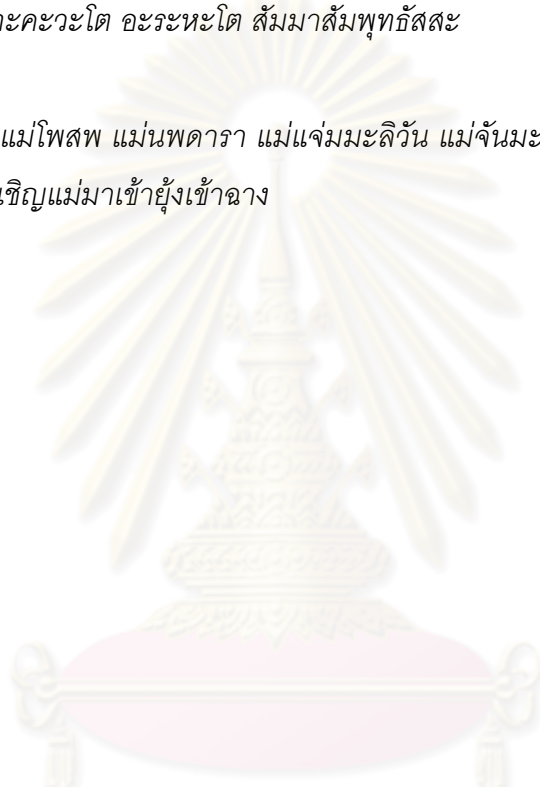 ะคะวะโต อะระหะโต สัมมาสัมพุทธัสสะ
แม่โพสพ แม่นพดารา แม่แจ่มมะลิวัน แม่จันมะ
เชิญแม่มาเข้ายุ้งเข้าฉาง